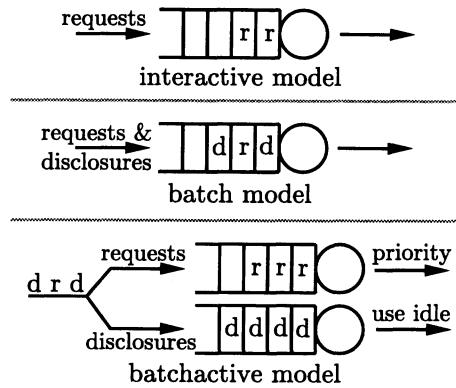 requests
r r
interactive model
requests &
disclosures
d r d
batch model
requests
r r r
priority
d r d
d d d d
use idle
disclosures
batchactive model